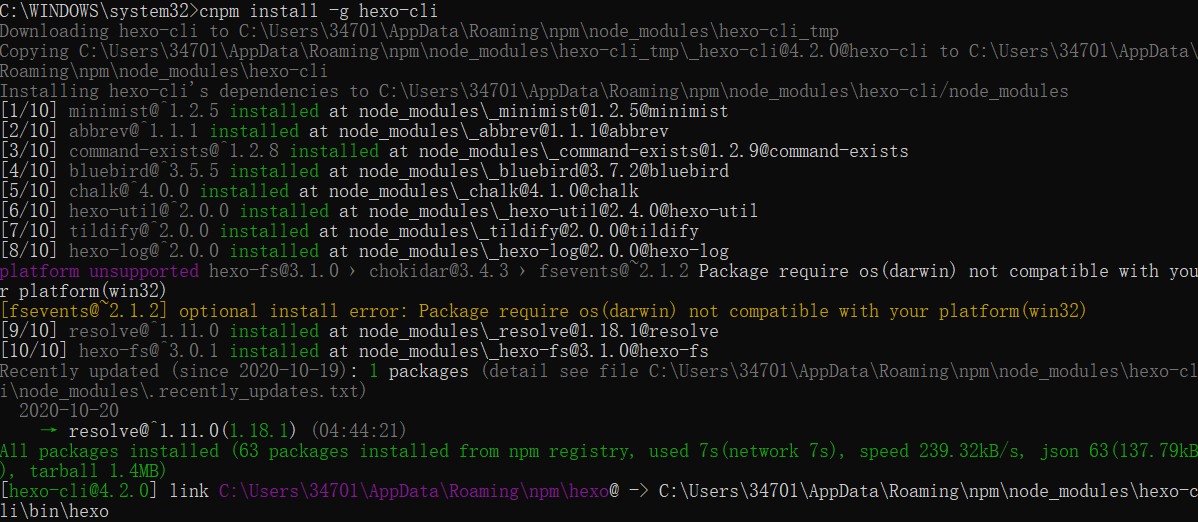 C:\WINDOWS\system32>cnpm install -g hexo-cli
Downloading hexo-cli to C:\Users\34701\AppData\Roaming\npm\node_modules\hexo-cli_tmp
Copying C:\Users\34701\AppData\Roaming\npm\node_modules\hexo-cli_tmp\_hexo-cli@4.2.0@hexo-cli to C:\Users\34701\AppData\
Roaming\npm\node_modules\hexo-cli
Installing hexo-cli's dependencies to C:\Users\34701\AppData\Roaming\npm\node_modules\hexo-cli/node_modules
[1/10] minimist@^1.2.5 installed at node_modules\_minimist@1.2.5@minimist
[2/10] abbrev@^1.1.1 installed at node_modules\_abbrev@1.1.1@abbrev
[3/10] command-exists@^1.2.8 installed at node_modules\_command-exists@1.2.9@command-exists
[4/10] bluebird@^3.5.5 installed at node_modules\_bluebird@3.7.2@bluebird
[5/10] chalk@^4.0.0 installed at node_modules\_chalk@4.1.0@chalk
[6/10] hexo-util@^2.0.0 installed at node_modules\_hexo-util@2.4.0@hexo-util
[7/10] tildify@^2.0.0 installed at node_modules\_tildify@2.0.0@tildify
[8/10] hexo-log@^2.0.0 installed at node_modules\_hexo-log@2.0.0@hexo-log
platform unsupported hexo-fs@3.1.0 › chokidar@3.4.3 › fsevents@~2.1.2 Package require os(darwin) not compatible with you
r platform(win32)
[fsevents@~2.1.2] optional install error: Package require os(darwin) not compatible with your platform(win32)
[9/10] resolve@^1.11.0 installed at node_modules\_resolve@1.18.1@resolve
[10/10] hexo-fs@^3.0.1 installed at node_modules\_hexo-fs@3.1.0@hexo-fs
Recently updated (since 2020-10-19): 1 packages (detail see file C:\Users\34701\AppData\Roaming\npm\node_modules\hexo-cl
i\node_modules\.recently_updates.txt)
2020-10-20
→ resolve@^1.11.0(1.18.1) (04:44:21)
All packages installed (63 packages installed from npm registry, used 7s(network 7s), speed 239.32kB/s, json 63(137.79kB
), tarball 1.4MB)
[hexo-cli@4.2.0] link C:\Users\34701\AppData\Roaming\npm\hexo@ -> C:\Users\34701\AppData\Roaming\npm\node_modules\hexo-c
li\bin\hexo